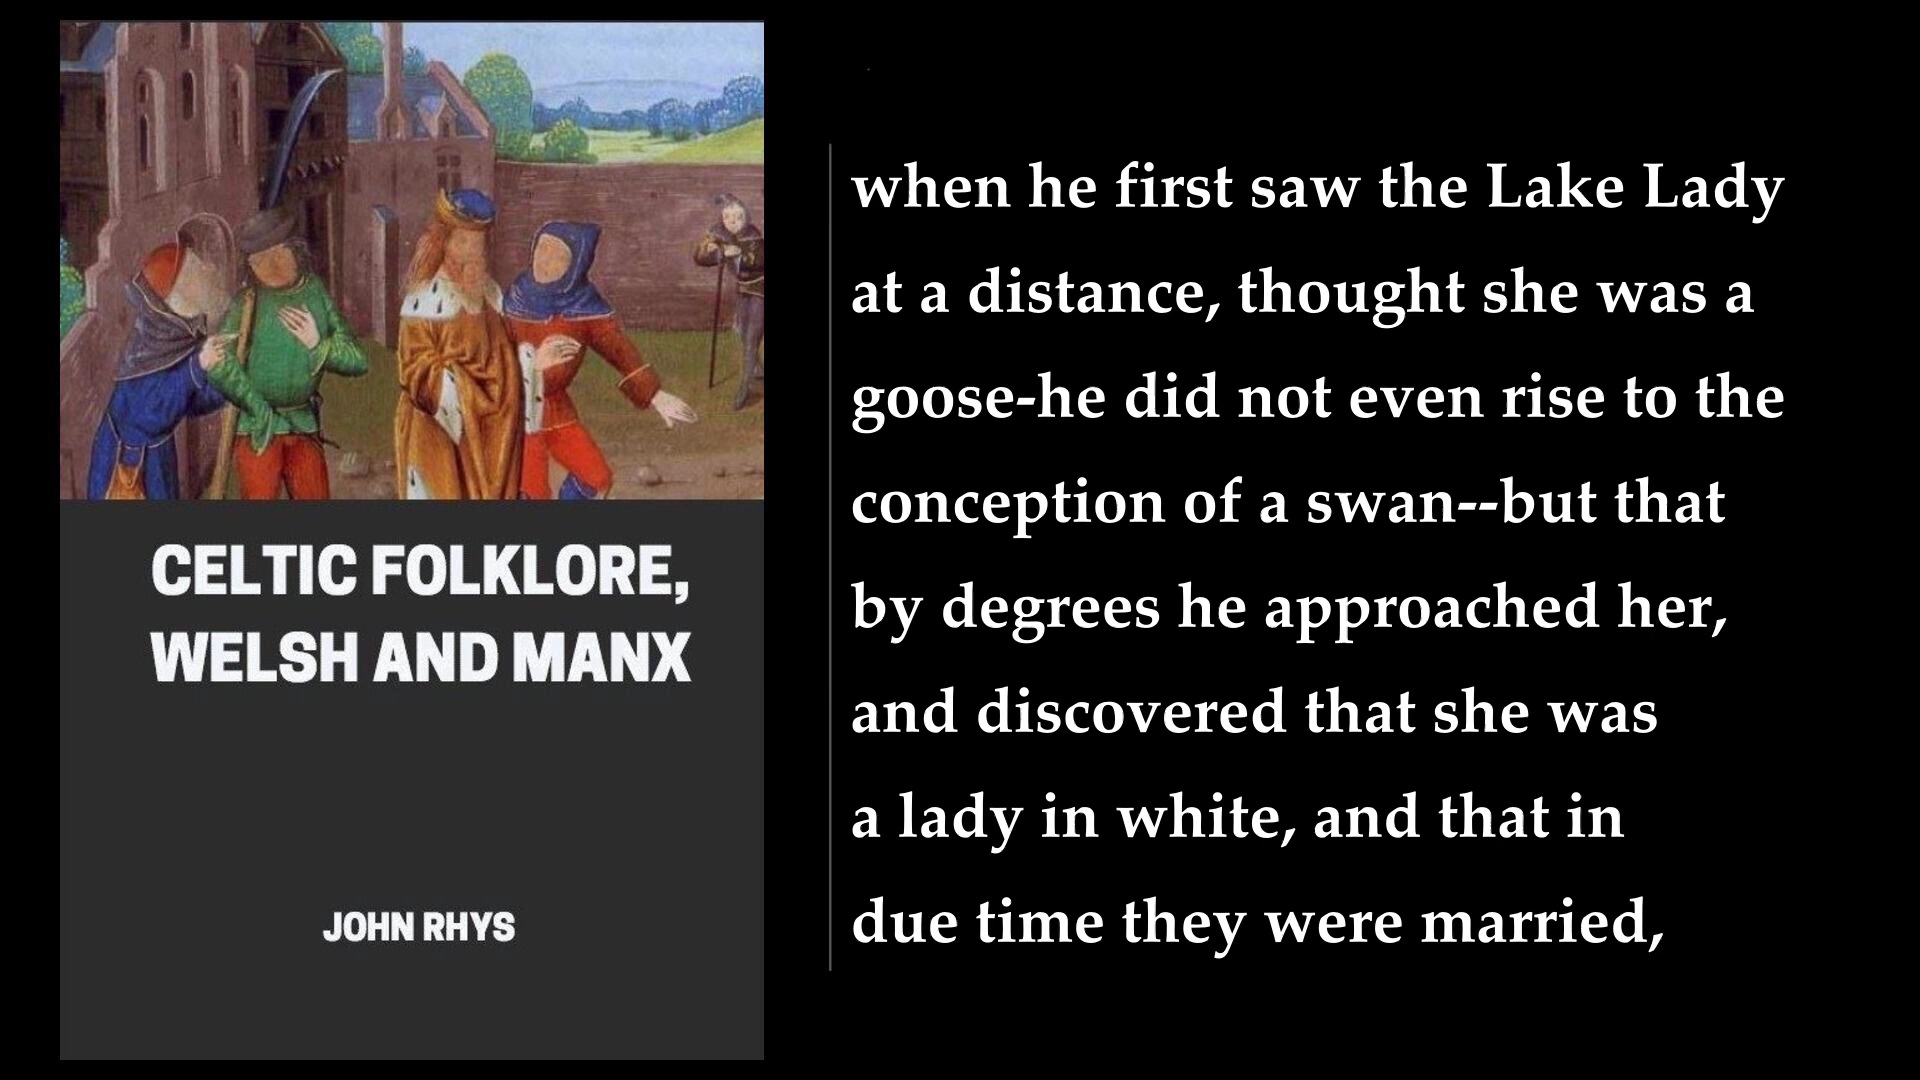 CELTIC FOLKLORE,
WELSH AND MANX
JOHN RHYS
when he first saw the Lake Lady
at a distance, thought she was a
goose-he did not even rise to the
conception of a swan--but that
by degrees he approached her,
and discovered that she was
a lady in white, and that in
due time they were married,